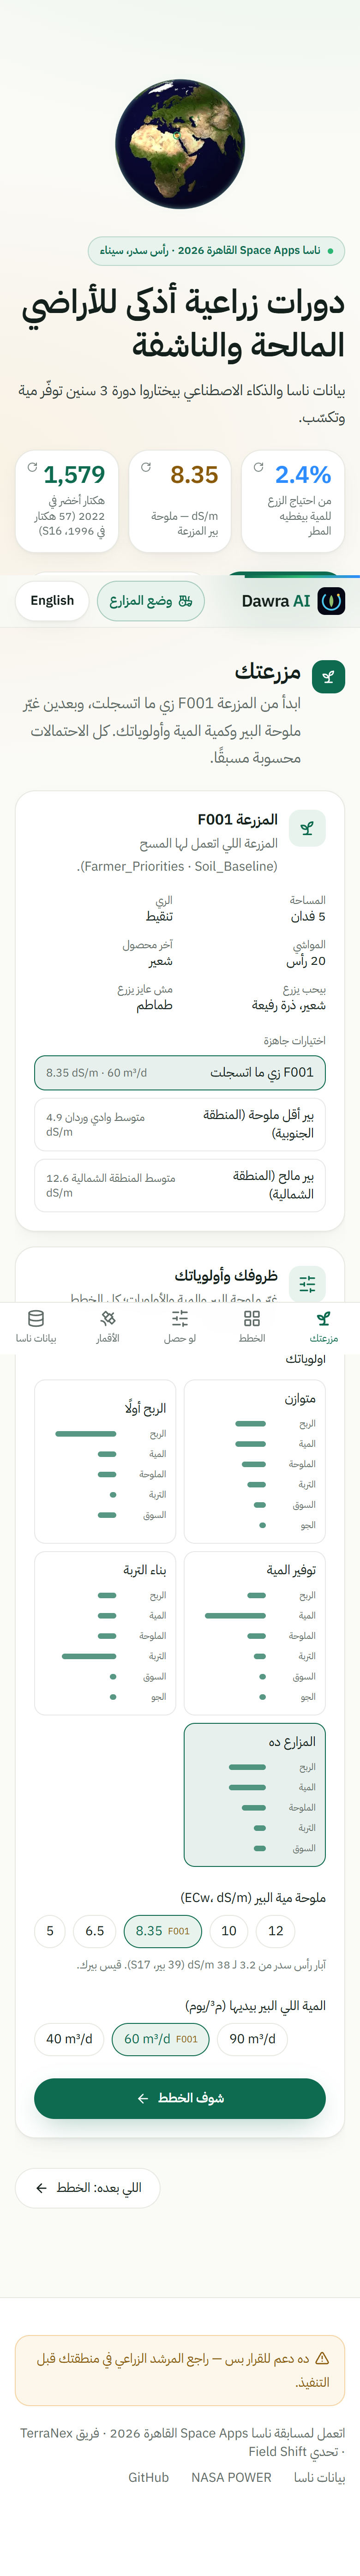 ناسا Space Apps القاهرة 2026 · رأس سدر، سيناء
دورات زراعية أذكى للأراضي
المالحة والناشفة
بيانات ناسا والذكاء الاصطناعي بيختاروا دورة 3 سنين توفّر مية
وتكسّب.
2.4%
من احتياج الزرع
للمية بيغطيه
المطر
8.35
dS/m — ملوحة
بير المزرعة
1,579
هكتار أخضر في
2022 (57 هكتار
في 1996، S16)
Dawra AI
وضع المزارع
English
مزرعتك
ابدأ من المزرعة F001 زي ما اتسجلت، وبعدين غيّر
ملوحة البير وكمية المية وأولوياتك. كل الاحتمالات
محسوبة مسبقًا.
المزرعة F001
المزرعة اللي اتعمل لها المسح
(Farmer_Priorities · Soil_Baseline).
المساحة
5 فدان
الري
تنقيط
المواشي
20 رأس
آخر محصول
شعير
بيحب يزرع
شعير، ذرة رفيعة
مش عايز يزرع
طماطم
اختيارات جاهزة
F001 زي ما اتسجلت
8.35 dS/m · 60 m³/d
بير أقل ملوحة (المنطقة
الجنوبية)
متوسط وادي وردان 4.9
dS/m
بير مالح (المنطقة
الشمالية)
متوسط المنطقة الشمالية 12.6
dS/m
ظروفك وأولوياتك
غيّر ملوحة البير والمية والأولويات؛ كل الخطط
مزرعتك
الخطط
لو حصل
الأقمار
بيانات ناسا
أولوياتك
متوازن
الربح
المية
الملوحة
التربة
السوق
الجو
الربح أولًا
الربح
المية
الملوحة
التربة
السوق
توفير المية
الربح
المية
الملوحة
التربة
السوق
الجو
بناء التربة
الربح
المية
الملوحة
التربة
السوق
الجو
المزارع ده
الربح
المية
الملوحة
التربة
السوق
ملوحة مية البير (ECw، dS/m)
5
6.5
8.35 F001
10
12
آبار رأس سدر من 3.2 لـ 38 dS/m (39 بير، S17). قيس بيرك.
المية اللي البير بيديها (م³/يوم)
40 m³/d
60 m³/d F001
90 m³/d
شوف الخطط
اللي بعده: الخطط
ده دعم للقرار بس — راجع المرشد الزراعي في منطقتك قبل
التنفيذ.
اتعمل لمسابقة ناسا Space Apps القاهرة 2026 · فريق TerraNex
· تحدي Field Shift
بيانات ناسا
NASA POWER
GitHub